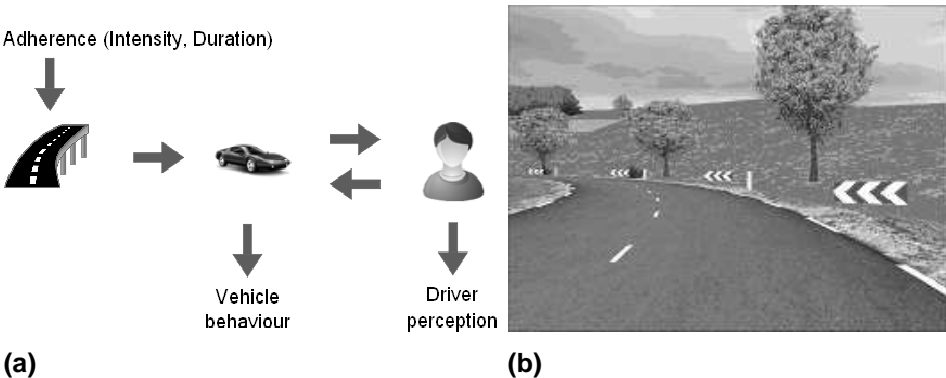 Adherence (Intensity, Duration)
Vehicle
behaviour
Driver
perception
(a)
(b)